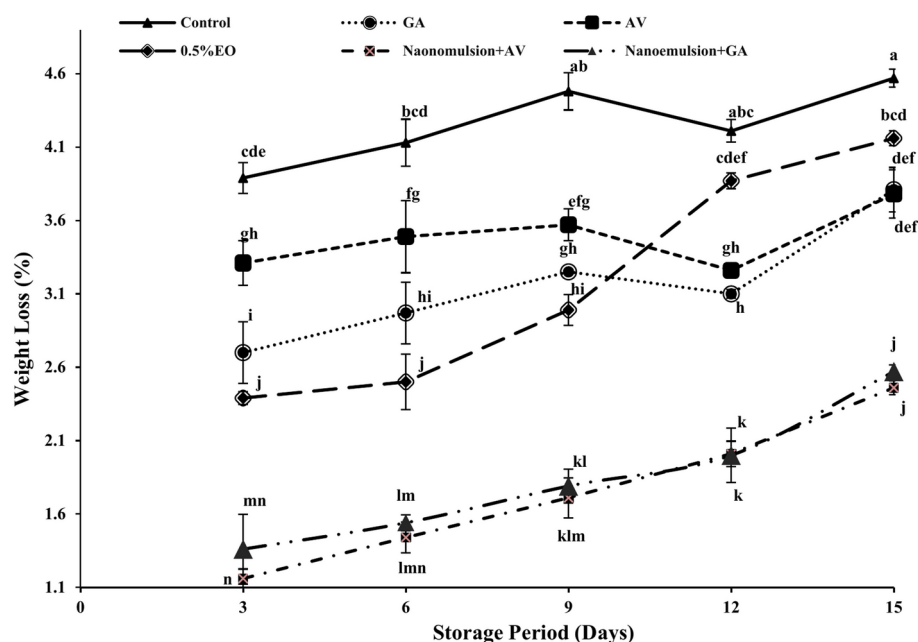 Control GA AV
0.5%EO Naonomulsion+AV Nanoemulsion+GA
Weight Loss (%)
4.6
4.1
3.6
3.1
2.6
2.1
1.6
1.1
cde bcd ab abc a
gh fg efg cdef bcd
def
def
i hi gh gh
h
j j hi
mn lm kl k j
n lmn klm k j
0 3 6 9 12 15
Storage Period (Days)